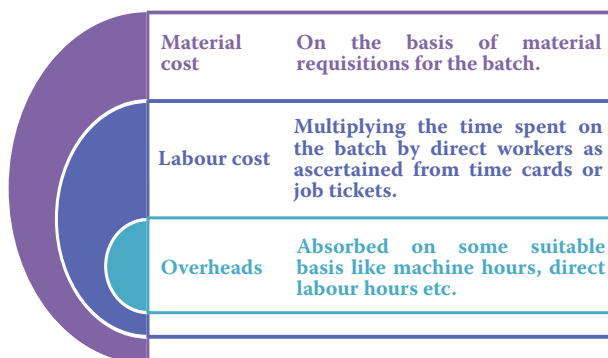 Material cost
On the basis of material
requisitions for the batch.
Labour cost
Multiplying the time spent on
the batch by direct workers as
ascertained from time cards or
job tickets.
Overheads
Absorbed on some suitable
basis like machine hours, direct
labour hours etc.